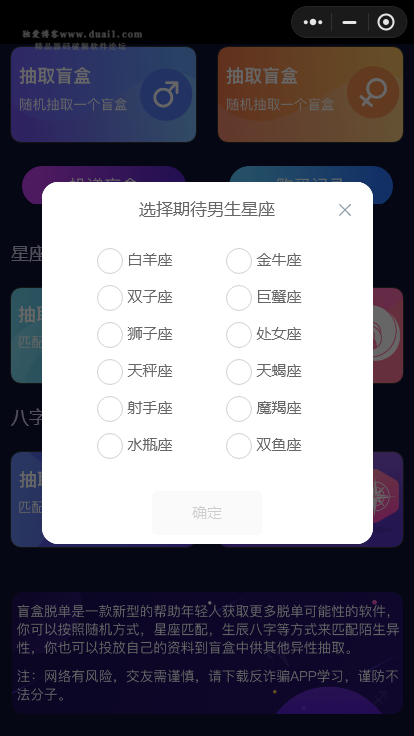 独爱博客www.duai1.com
精品源码破解软件论坛
抽取盲盒
抽取盲盒
随机抽取一个盲盒
随机抽取一个盲盒
选择期待男生星座
白羊座
金牛座
双子座
巨蟹座
狮子座
处女座
天秤座
天蝎座
射手座
魔羯座
水瓶座
双鱼座
确定
星座
抽取
匹配
八字
抽取
匹配
盲盒脱单是一款新型的帮助年轻人获取更多脱单可能性的软件，
你可以按照随机方式，星座匹配，生辰八字等方式来匹配陌生异
性，你也可以投放自己的资料到盲盒中供其他异性抽取。
注：网络有风险，交友需谨慎，请下载反诈骗APP学习，谨防不
法分子。